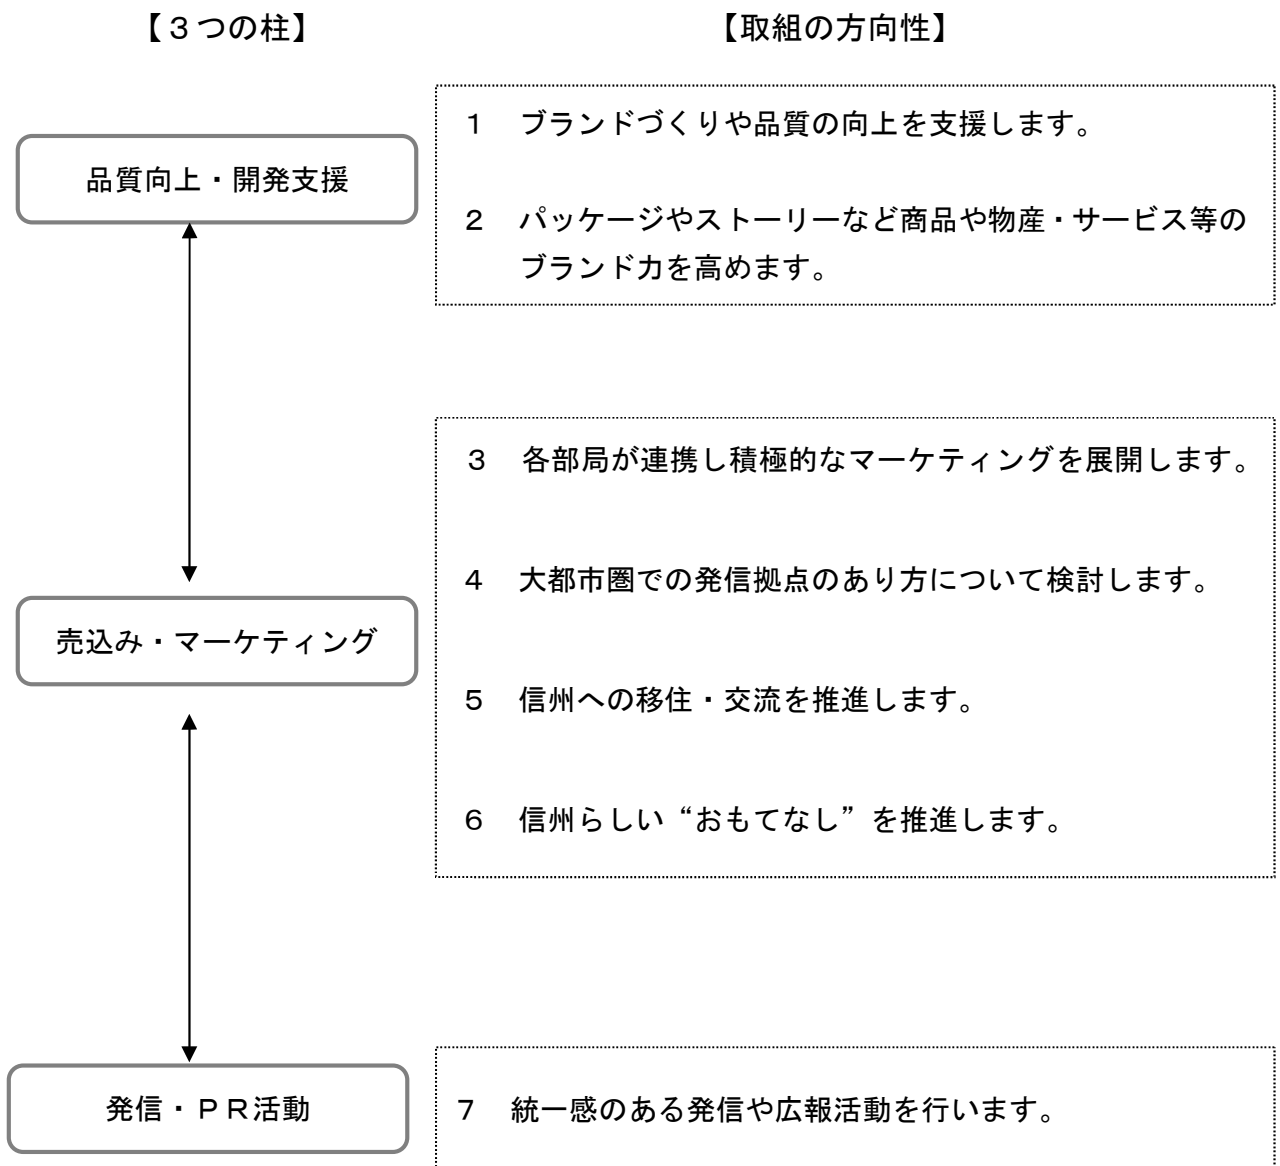 【３つの柱】
【取組の方向性】
品質向上・開発支援
１　ブランドづくりや品質の向上を支援します。
２　パッケージやストーリーなど商品や物産・サービス等の
ブランド力を高めます。
売込み・マーケティング
３　各部局が連携し積極的なマーケティングを展開します。
４　大都市圏での発信拠点のあり方について検討します。
５　信州への移住・交流を推進します。
６　信州らしい“おもてなし”を推進します。
発信・ＰＲ活動
７　統一感のある発信や広報活動を行います。